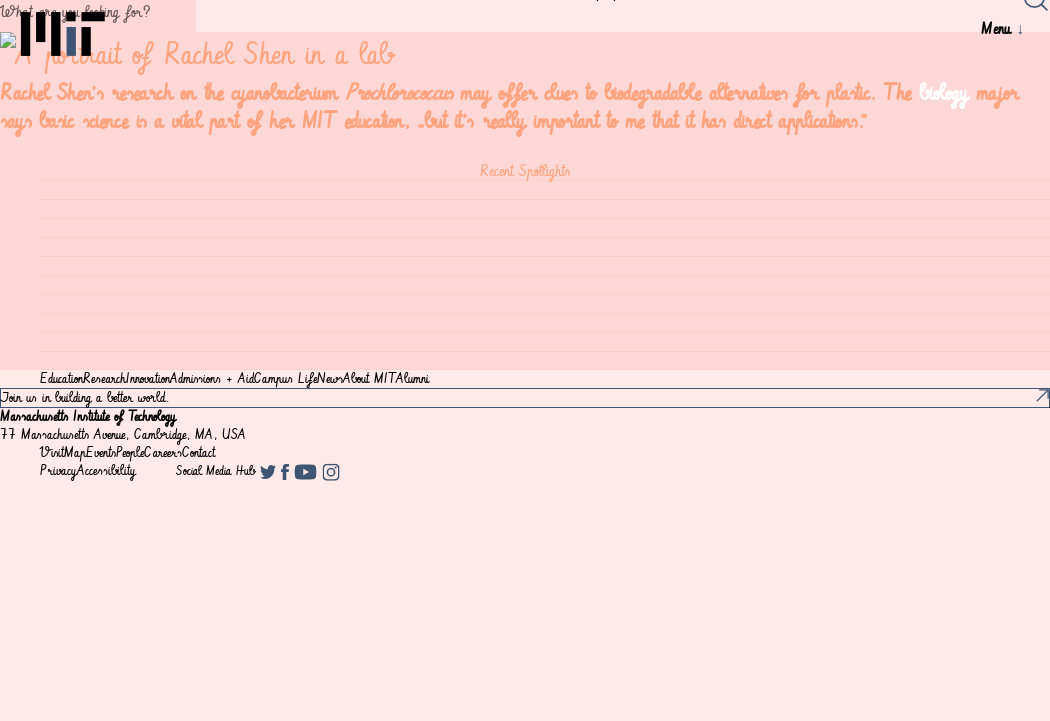 What are you looking for?
MIT
Menu ↓
A portrait of Rachel Shen in a lab
Rachel Shen's research on the cyanobacterium Prochlorococcus may offer clues to biodegradable alternatives for plastic. The biology major
says basic science is a vital part of her MIT education, “but it's really important to me that it has direct applications.”
Recent Spotlights
EducationResearchInnovationAdmissions + AidCampus LifeNewsAbout MITAlumni
Join us in building a better world.
Massachusetts Institute of Technology
77 Massachusetts Avenue, Cambridge, MA, USA
VisitMapEventsPeopleCareersContact
PrivacyAccessibility Social Media Hub